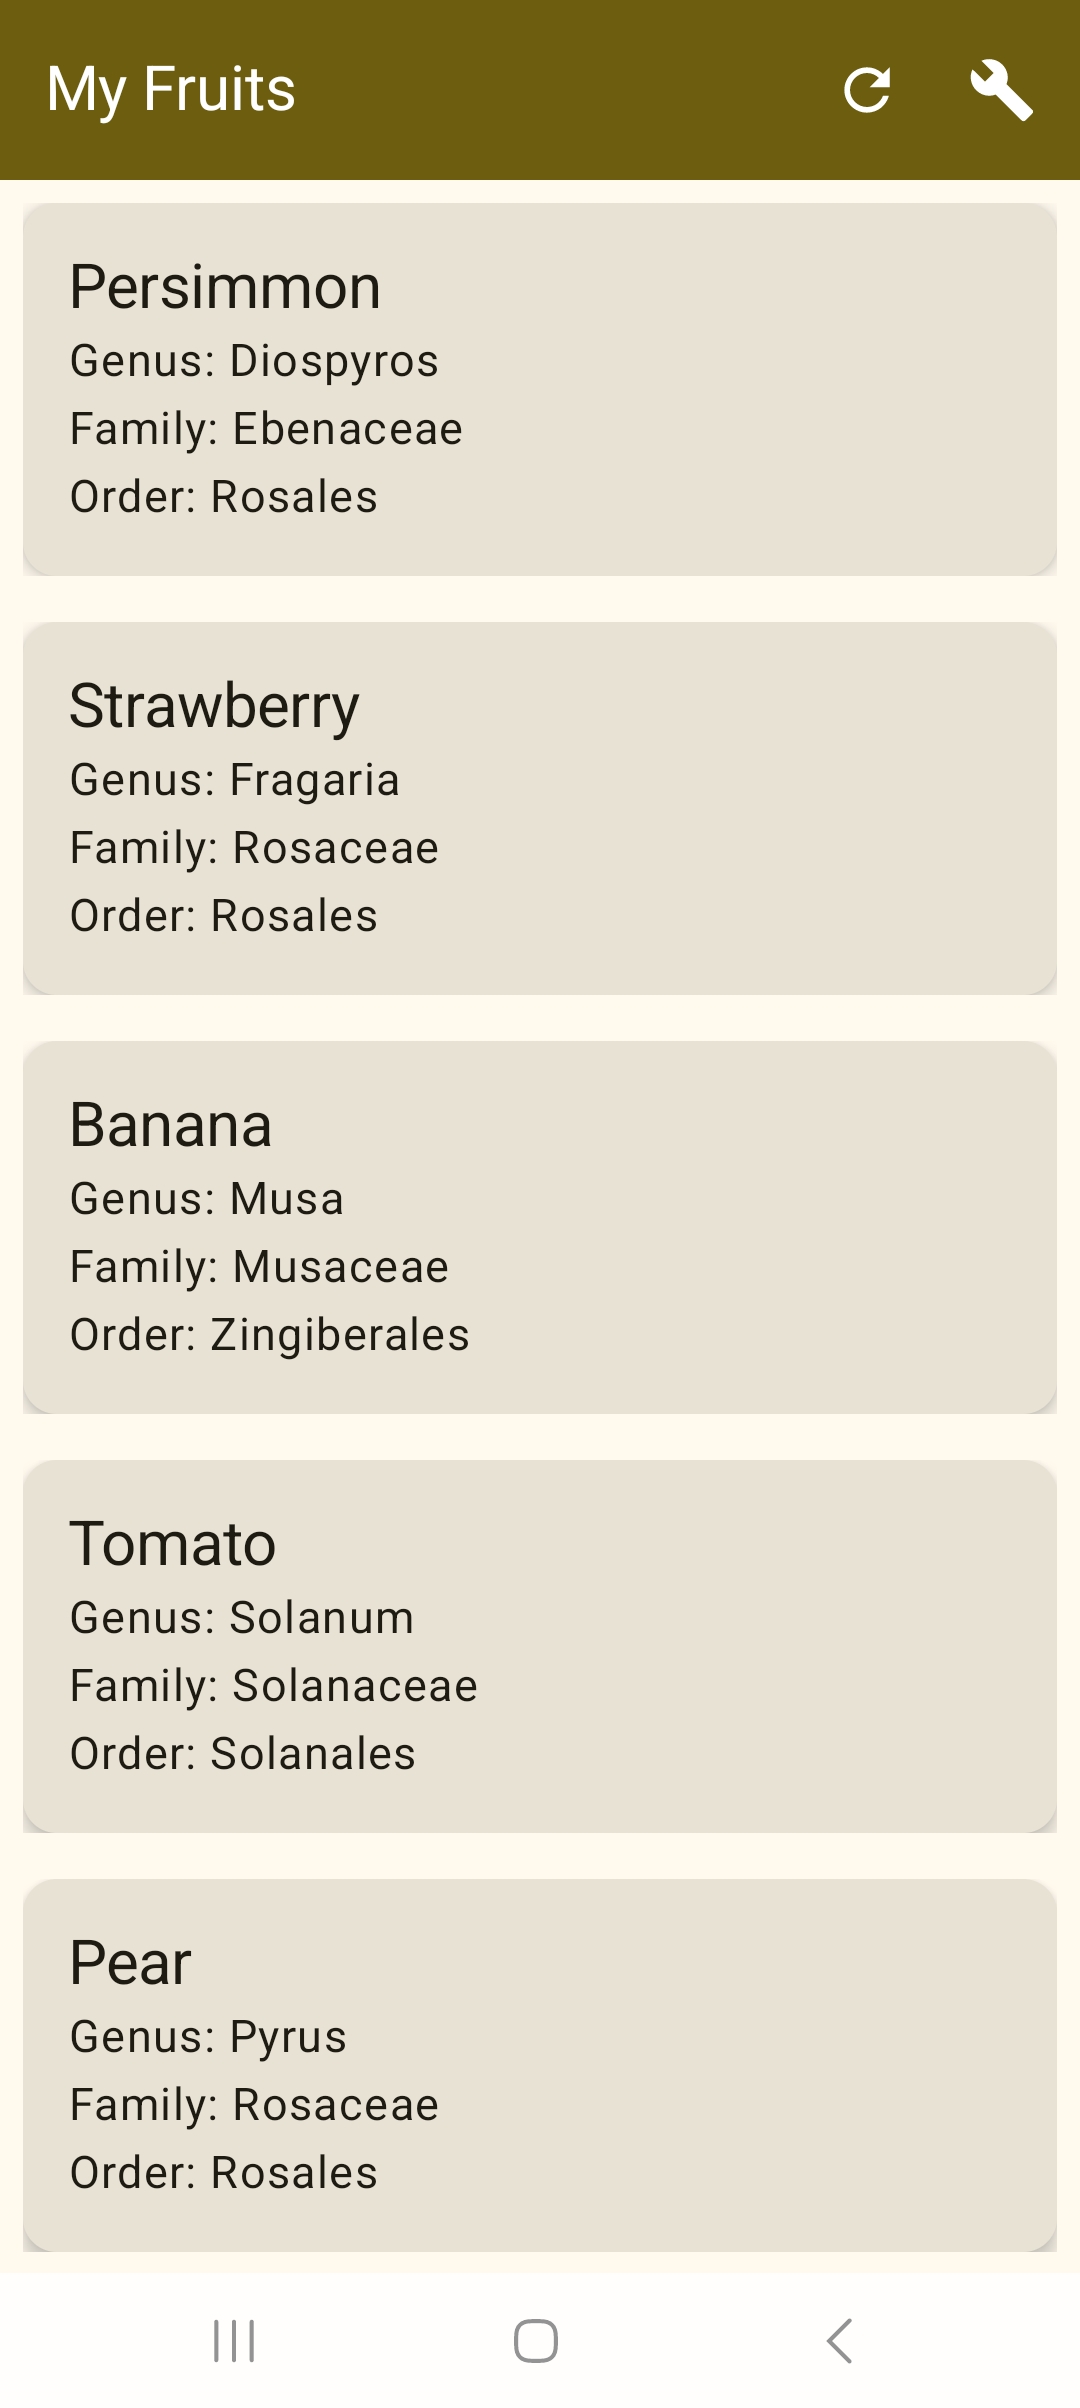 My Fruits
Persimmon
Genus: Diospyros
Family: Ebenaceae
Order: Rosales
Strawberry
Genus: Fragaria
Family: Rosaceae
Order: Rosales
Banana
Genus: Musa
Family: Musaceae
Order: Zingiberales
Tomato
Genus: Solanum
Family: Solanaceae
Order: Solanales
Pear
Genus: Pyrus
Family: Rosaceae
Order: Rosales